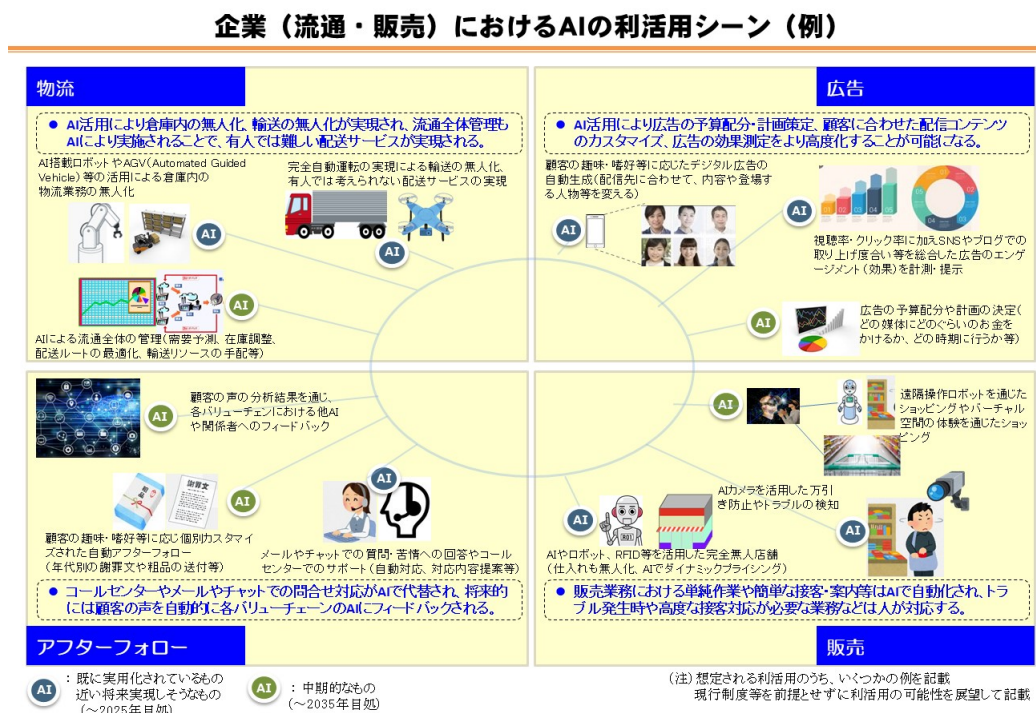 企業（流通・販売）におけるAIの利活用シーン（例）
物流
● AI活用により倉庫内の無人化、輸送の無人化が実現され、流通全体管理も
AIにより実施されることで、有人では難しい配送サービスが実現される。
AI搭載ロボットやAGV(Automated Guided
Vehicle)等の活用による倉庫内の
物流業務の無人化
AI
完全自動運転の実現による輸送の無人化、
有人では考えられない配送サービスの実現
AI
AI
AIによる流通全体の管理(需要予測、在庫調整、
配送ルートの最適化、輸送リソースの手配等)
広告
● AI活用により広告の予算配分・計画策定、顧客に合わせた配信コンテンツ
のカスタマイズ、広告の効果測定をより高度化することが可能になる。
顧客の趣味・嗜好等に応じたデジタル広告の
自動生成(配信先に合わせて、内容や登場す
る人物等を変える)
AI
AI
視聴率・クリック率に加えSNSやブログでの
取り上げ度合い等を総合した広告のエンゲ
ージメント(効果)を計測・提示
AI
広告の予算配分や計画の決定(
どの媒体にどのぐらいのお金を
かけるか、どの時期に行うか等)
AI
顧客の声の分析結果を通じ、
各バリューチェンにおける他AI
や関係者へのフィードバック
粗品
謝罪文
AI
顧客の趣味・嗜好等に応じ個別カスタマイ
ズされた自動アフターフォロー
(年代別の謝罪文や粗品の送付等)
AI
メールやチャットでの質問・苦情への回答やコール
センターでのサポート(自動対応、対応内容提案等)
● コールセンターやメールやチャットでの問合せ対応がAIで代替され、将来的
には顧客の声を自動的に各バリューチェーンのAIにフィードバックされる。
アフターフォロー
AI
遠隔操作ロボットを通じた
ショッピングやバーチャル
空間の体験を通じたショッ
ピング
AI
AIやロボット、RFID等を活用した完全無人店舗
(仕入れも無人化、AIでダイナミックプライシング)
AIカメラを活用した万引
き防止やトラブルの検知
AI
● 販売業務における単純作業や簡単な接客・案内等はAIで自動化され、トラ
ブル発生時や高度な接客対応が必要な業務などは人が対応する。
販売
AI
：既に実用化されているもの
近い将来実現しそうなもの
(～2025年目処)
AI
：中期的なもの
(～2035年目処)
(注)想定される利活用のうち、いくつかの例を記載
現行制度等を前提とせずに利活用の可能性を展望して記載